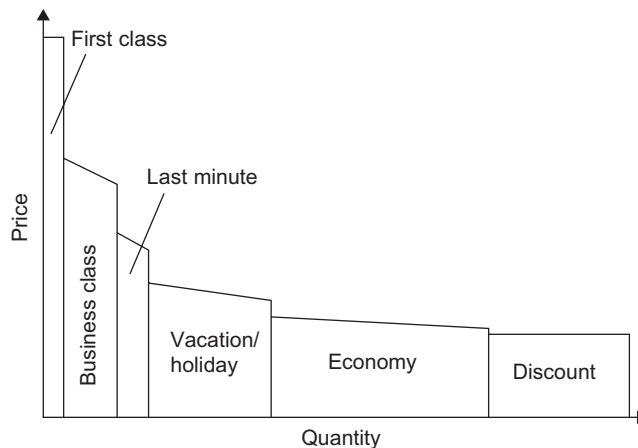 First class
Last minute
Price
Business class
Vacation/
holiday
Economy
Discount
Quantity